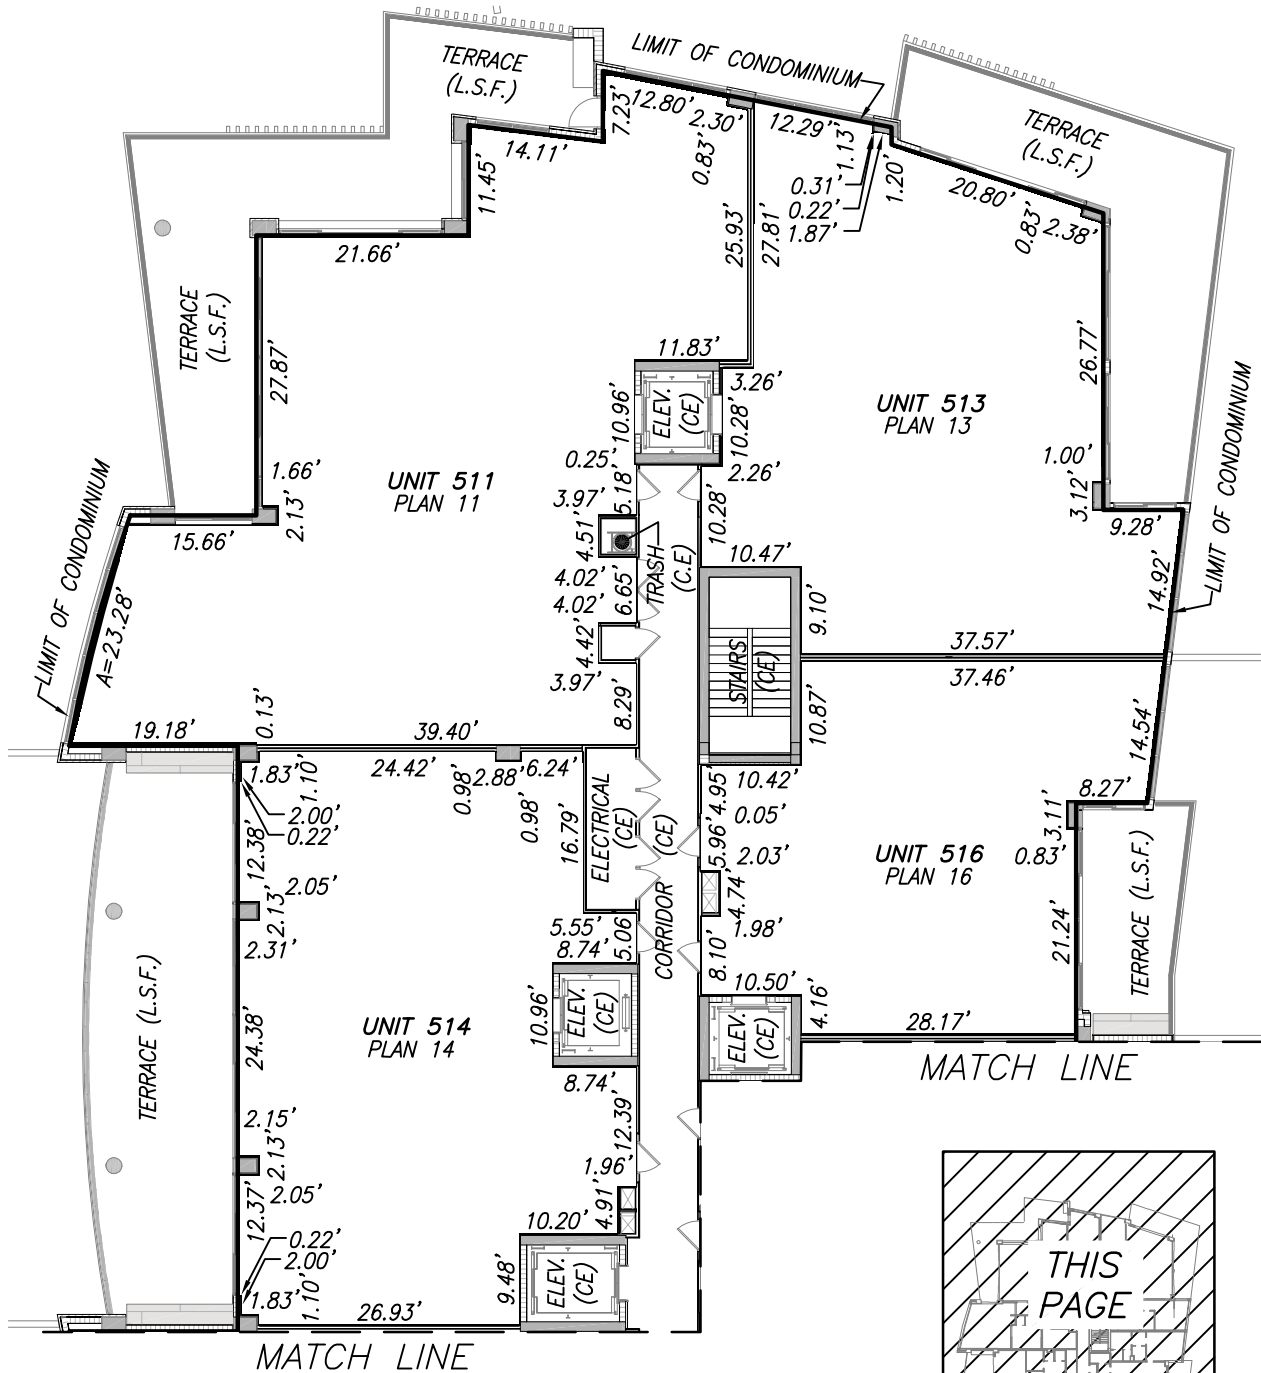 LIMIT OF CONDOMINIUM
TERRACE
(L.S.F.)
TERRACE
(L.S.F.)
7.23'
12.80'
2.30'
0.83'
12.29'
1.13'
0.31'
0.22'
1.87'
1.20'
20.80'
0.83'
2.38'
14.11'
11.45'
21.66'
25.93'
27.81'
TERRACE
(L.S.F.)
27.87'
11.83'
3.26'
26.77'
ELEV.
(CE)
10.96'
10.28'
UNIT 513
PLAN 13
LIMIT OF CONDOMINIUM
1.66'
2.13'
UNIT 511
PLAN 11
0.25'
5.18'
2.26'
1.00'
3.12'
3.97'
4.51'
10.28'
9.28'
LIMIT OF CONDOMINIUM
15.66'
4.02'
6.65'
4.02'
TRASH
(C.E)
10.47'
14.92'
A=23.28'
4.42'
3.97'
9.10'
STAIRS
(CE)
37.57'
37.46'
8.29'
10.87'
14.54'
19.18'
0.13'
39.40'
1.83'
1.10'
24.42'
0.98'
2.88'
6.24'
0.98'
2.00'
0.22'
16.79'
ELECTRICAL
(CE)
(CE)
CORRIDOR
4.95
10.42'
0.05'
8.27'
3.11'
0.83'
5.96'
2.03'
UNIT 516
PLAN 16
TERRACE (L.S.F.)
12.38'
2.05'
2.13'
2.31'
4.74'
1.98'
5.55'
5.06
8.74'
8.10'
21.24'
TERRACE (L.S.F.)
10.50'
4.16'
28.17'
24.38'
UNIT 514
PLAN 14
10.96'
ELEV.
(CE)
ELEV.
(CE)
MATCH LINE
8.74'
12.39'
2.15'
2.13'
2.05'
1.96'
4.91'
12.37'
0.22'
2.00'
10.20'
9.48'
ELEV.
(CE)
1.83'
1.10'
26.93'
MATCH LINE
THIS
PAGE